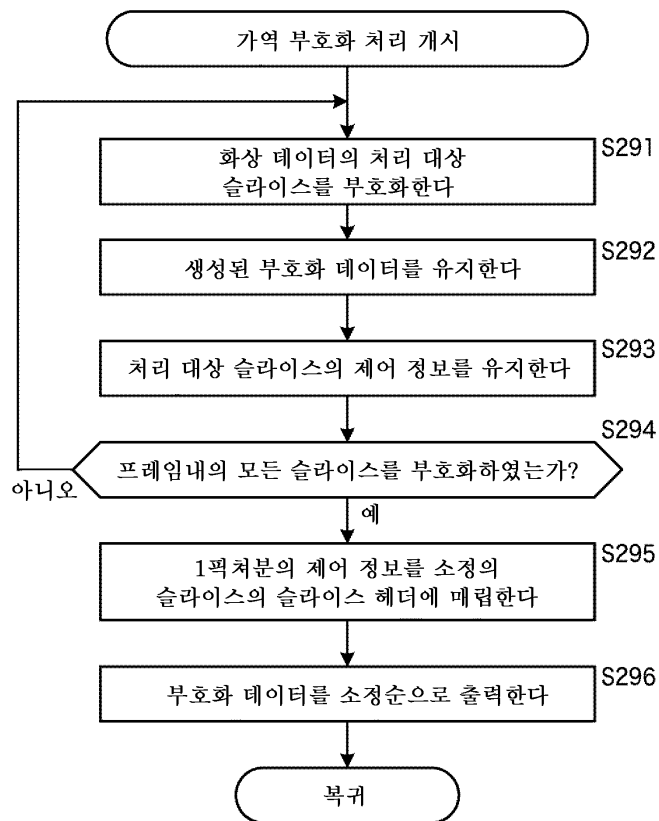 가역 부호화 처리 개시
화상 데이터의 처리 대상
슬라이스를 부호화한다
S291
생성된 부호화 데이터를 유지한다
S292
처리 대상 슬라이스의 제어 정보를 유지한다
S293
프레임내의 모든 슬라이스를 부호화하였는가?
S294
아니오
예
1픽쳐분의 제어 정보를 소정의
슬라이스의 슬라이스 헤더에 매립한다
S295
부호화 데이터를 소정순으로 출력한다
S296
복귀